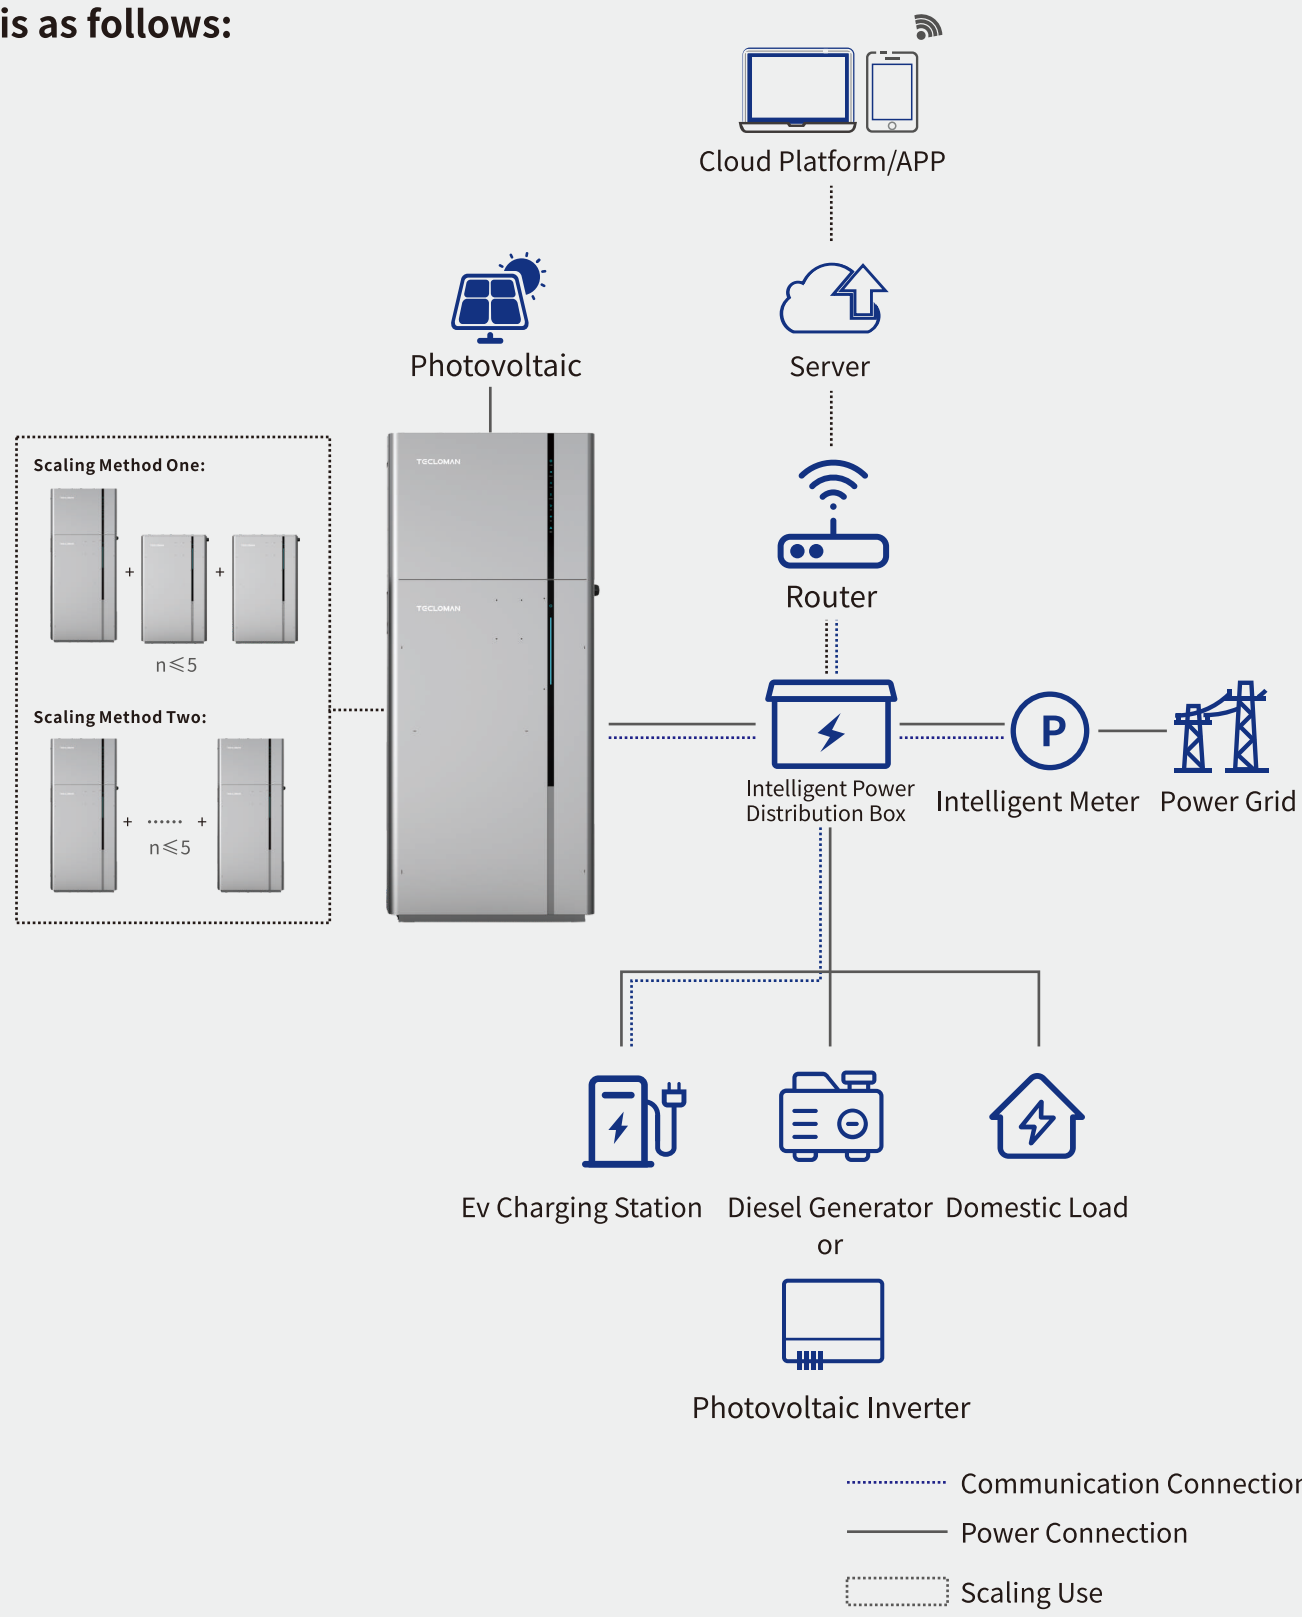 is as follows:
Cloud Platform/APP
Server
Photovoltaic
Router
Scaling Method One:
+ +
n≤5
Scaling Method Two:
+ ...... +
n≤5
TECLOMAN
TECLOMAN
P
Intelligent Power
Distribution Box
Intelligent Meter
Power Grid
Ev Charging Station
Diesel Generator
or
Photovoltaic Inverter
Domestic Load
Communication Connection
Power Connection
Scaling Use